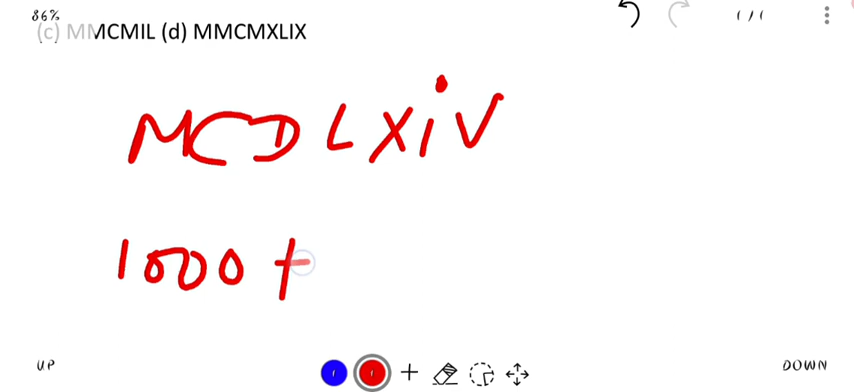 86%
(c) MMCMIL (d) MMCMXLIX
MCDLXiV
1000 +
UP
DOWN